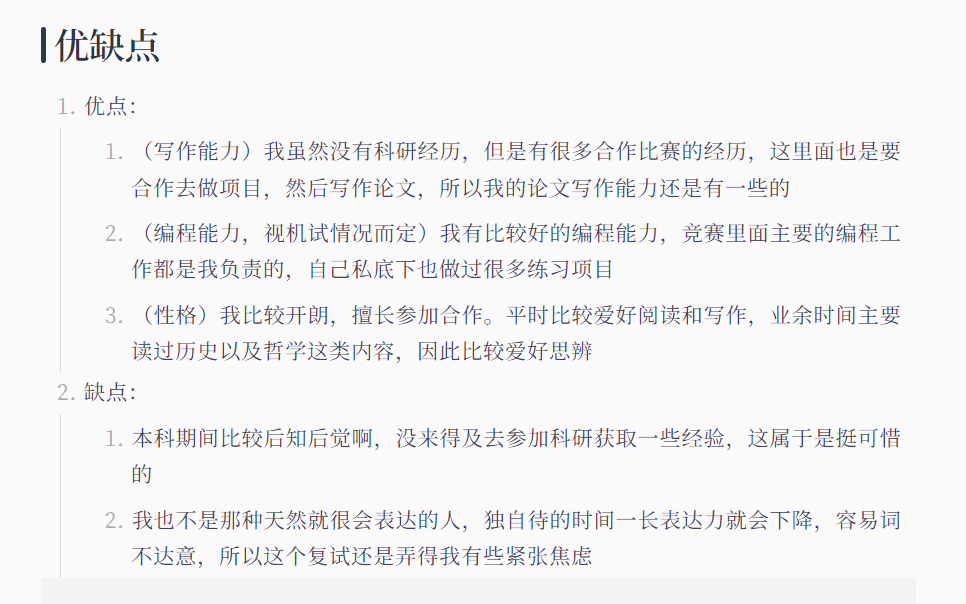 优缺点
1. 优点：
1. （写作能力）我虽然没有科研经历，但是有很多合作比赛的经历，这里面也是要
合作去做项目，然后写作论文，所以我的论文写作能力还是有一些的
2. （编程能力，视机试情况而定）我有比较好的编程能力，竞赛里面主要的编程工
作都是我负责的，自己私底下也做过很多练习项目
3. （性格）我比较开朗，擅长参加合作。平时比较爱好阅读和写作，业余时间主要
读过历史以及哲学这类内容，因此比较爱好思辨
2. 缺点：
1. 本科期间比较后知后觉啊，没来得及去参加科研获取一些经验，这属于是挺可惜
的
2. 我也不是那种天然就很会表达的人，独自待的时间一长表达力就会下降，容易词
不达意，所以这个复试还是弄得我有些紧张焦虑